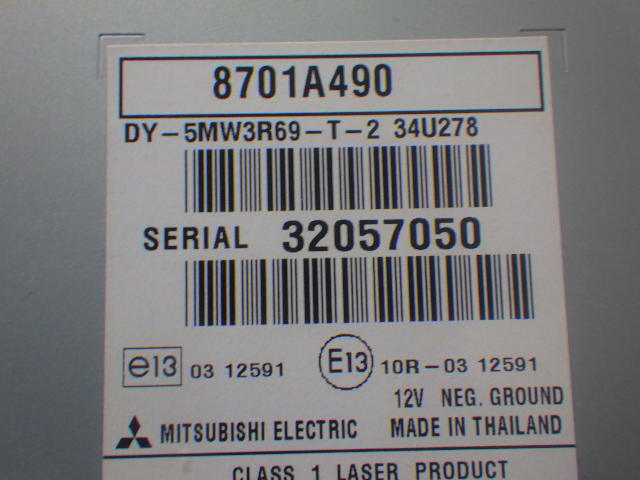 8701A490
DY-5MW3R69-T-2 34U278
SERIAL 32057050
e13 03 12591 E13 10R-03 12591
12V NEG. GROUND
MITSUBISHI ELECTRIC MADE IN THAILAND
CLASS 1 LASER PRODUCT